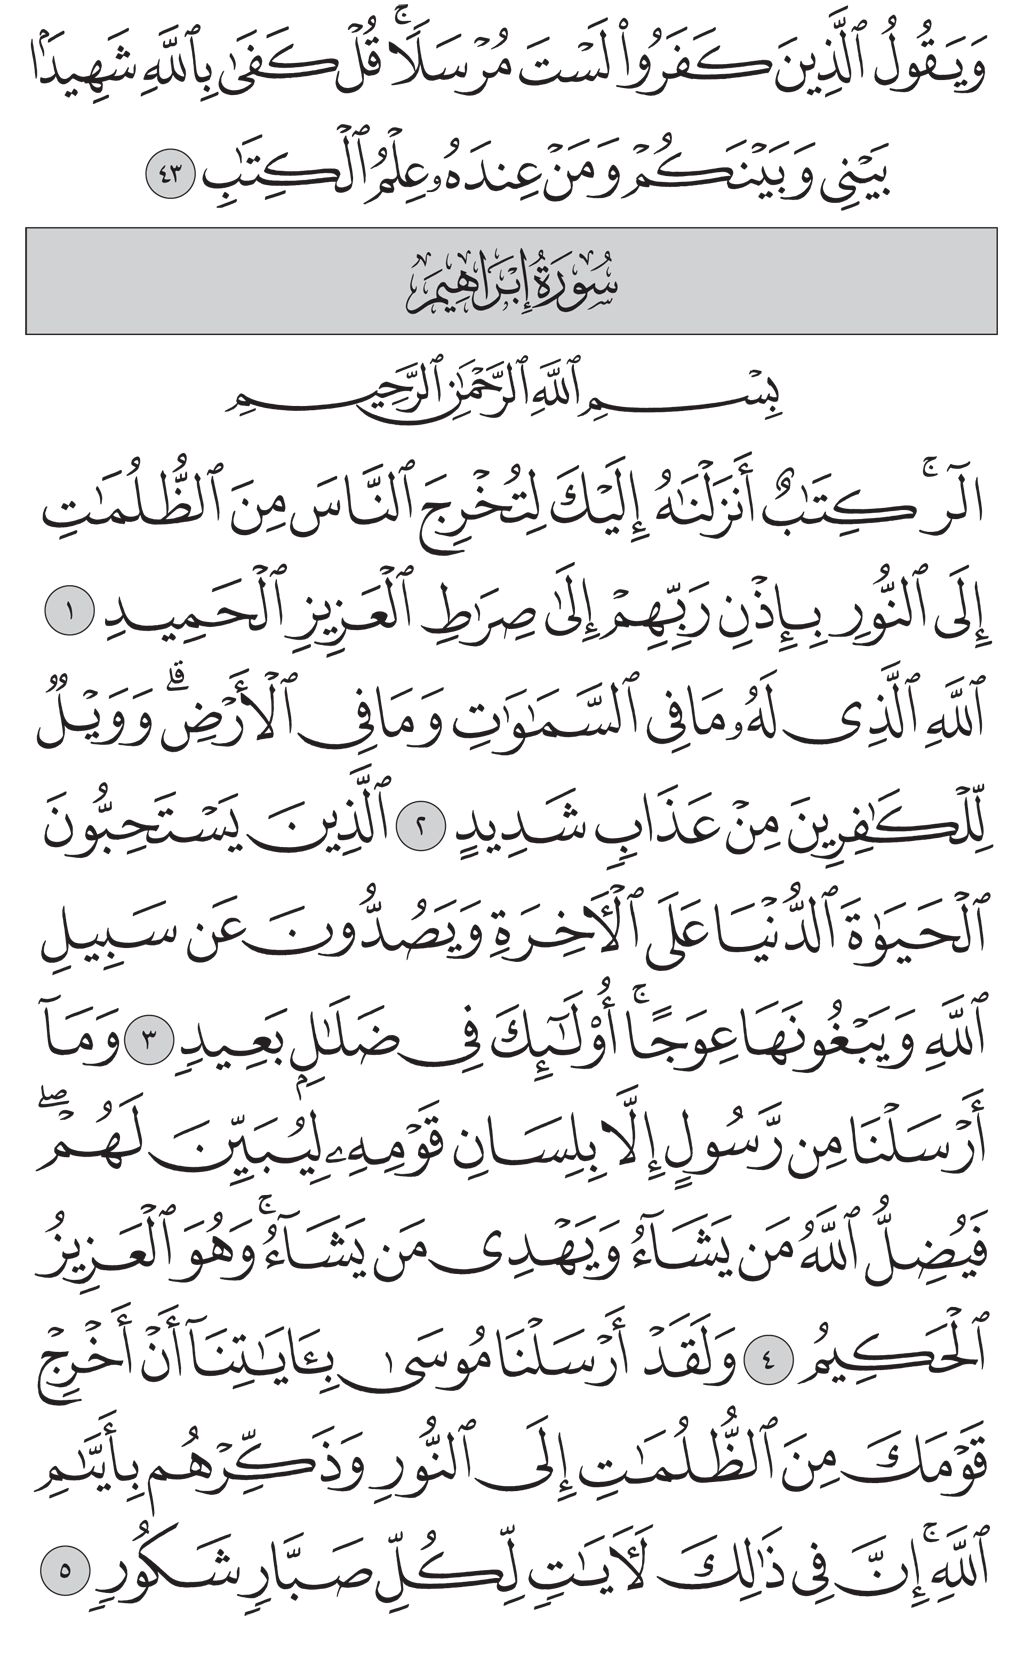 وَيَقُولُ ٱلَّذِينَ كَفَرُوا۟ لَسْتَ مُرْسَلًا ۚ قُلْ كَفَىٰ بِٱللَّهِ شَهِيدًۢا
بَيْنِى وَبَيْنَكُمْ وَمَنْ عِندَهُۥ عِلْمُ ٱلْكِتَـٰبِ ٤٣
سُورَةُ إِبْرَاهِيمَ
بِسْمِ ٱللَّهِ ٱلرَّحْمَـٰنِ ٱلرَّحِيمِ
الٓر ۚ كِتَـٰبٌ أَنزَلْنَـٰهُ إِلَيْكَ لِتُخْرِجَ ٱلنَّاسَ مِنَ ٱلظُّلُمَـٰتِ
إِلَى ٱلنُّورِ بِإِذْنِ رَبِّهِمْ إِلَىٰ صِرَٰطِ ٱلْعَزِيزِ ٱلْحَمِيدِ ١
ٱللَّهِ ٱلَّذِى لَهُۥ مَا فِى ٱلسَّمَـٰوَٰتِ وَمَا فِى ٱلْأَرْضِ ۗ وَوَيْلٌ
لِّلْكَـٰفِرِينَ مِنْ عَذَابٍ شَدِيدٍ ٢ ٱلَّذِينَ يَسْتَحِبُّونَ
ٱلْحَيَوٰةَ ٱلدُّنْيَا عَلَى ٱلْـَٔاخِرَةِ وَيَصُدُّونَ عَن سَبِيلِ
ٱللَّهِ وَيَبْغُونَهَا عِوَجًا ۚ أُو۟لَـٰٓئِكَ فِى ضَلَـٰلٍۭ بَعِيدٍ ٣ وَمَآ
أَرْسَلْنَا مِن رَّسُولٍ إِلَّا بِلِسَانِ قَوْمِهِۦ لِيُبَيِّنَ لَهُمْ ۖ
فَيُضِلُّ ٱللَّهُ مَن يَشَآءُ وَيَهْدِى مَن يَشَآءُ ۚ وَهُوَ ٱلْعَزِيزُ
ٱلْحَكِيمُ ٤ وَلَقَدْ أَرْسَلْنَا مُوسَىٰ بِـَٔايَـٰتِنَآ أَنْ أَخْرِجْ
قَوْمَكَ مِنَ ٱلظُّلُمَـٰتِ إِلَى ٱلنُّورِ وَذَكِّرْهُم بِأَيَّىٰمِ
ٱللَّهِ ۚ إِنَّ فِى ذَٰلِكَ لَـَٔايَـٰتٍ لِّكُلِّ صَبَّارٍ شَكُورٍ ٥